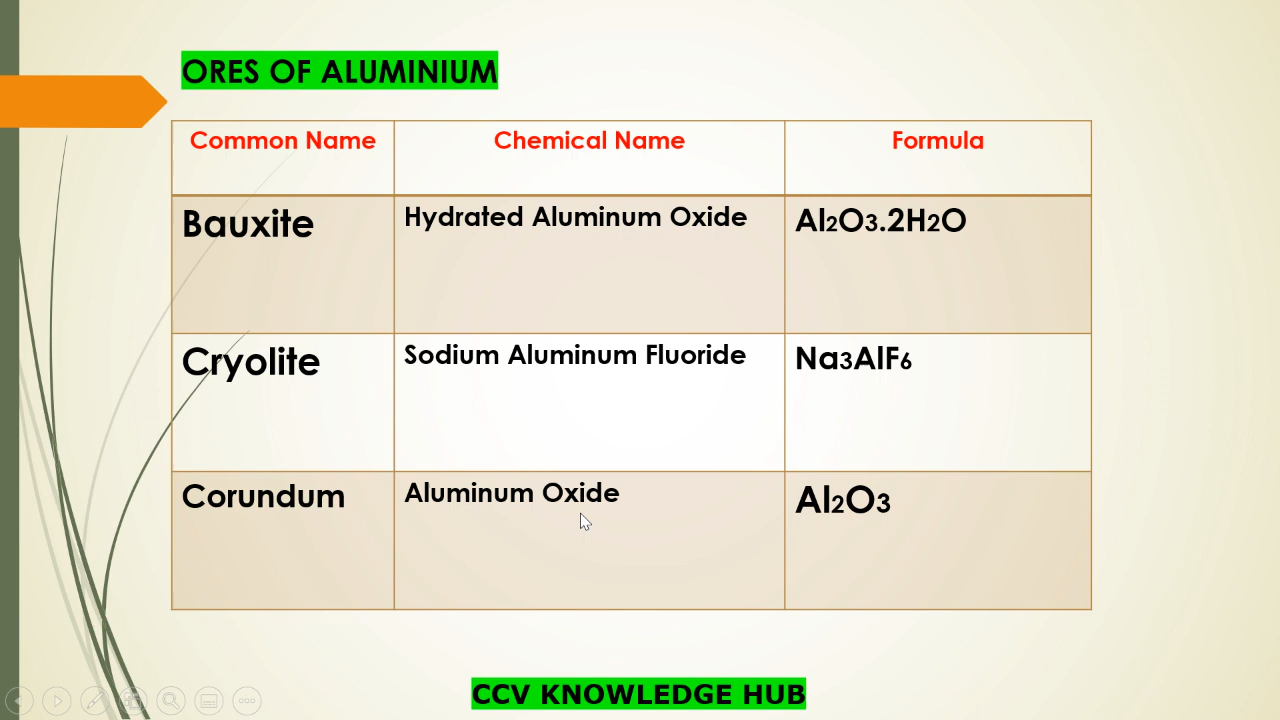 ORES OF ALUMINIUM
Common Name Chemical Name Formula
Bauxite Hydrated Aluminum Oxide Al2O3.2H2O
Cryolite Sodium Aluminum Fluoride Na3AlF6
Corundum Aluminum Oxide Al2O3
CCV KNOWLEDGE HUB